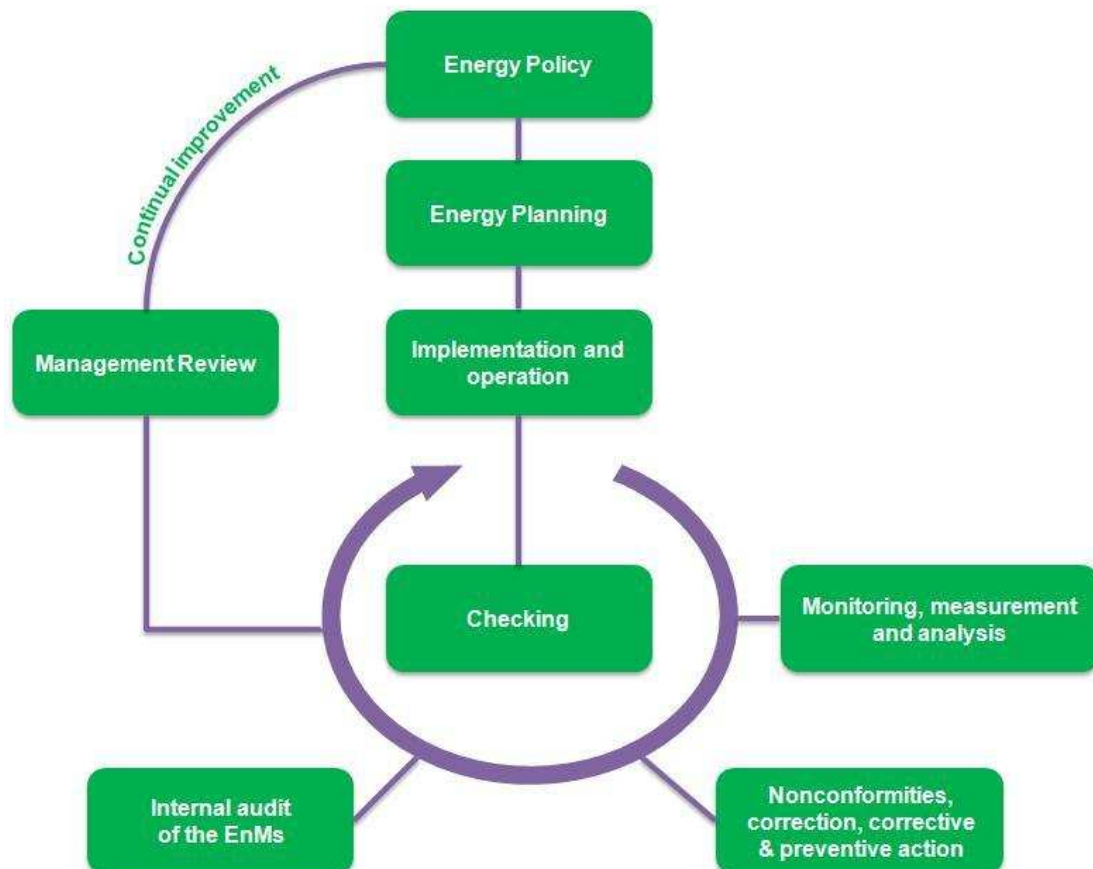 Energy Policy
Continual improvement
Energy Planning
Management Review
Implementation and
operation
Checking
Monitoring, measurement
and analysis
Internal audit
of the EnMs
Nonconformities,
correction, corrective
& preventive action